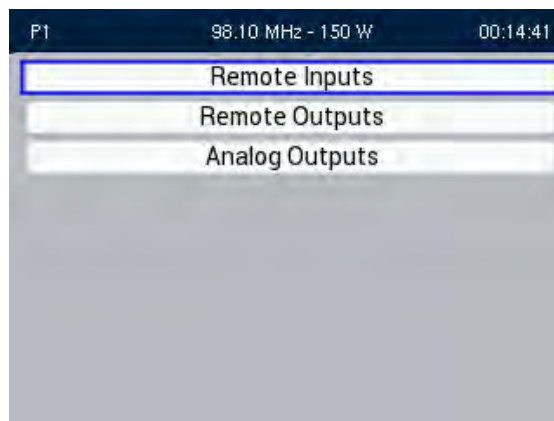 P1 98.10 MHz - 150 W 00:14:41
Remote Inputs
Remote Outputs
Analog Outputs